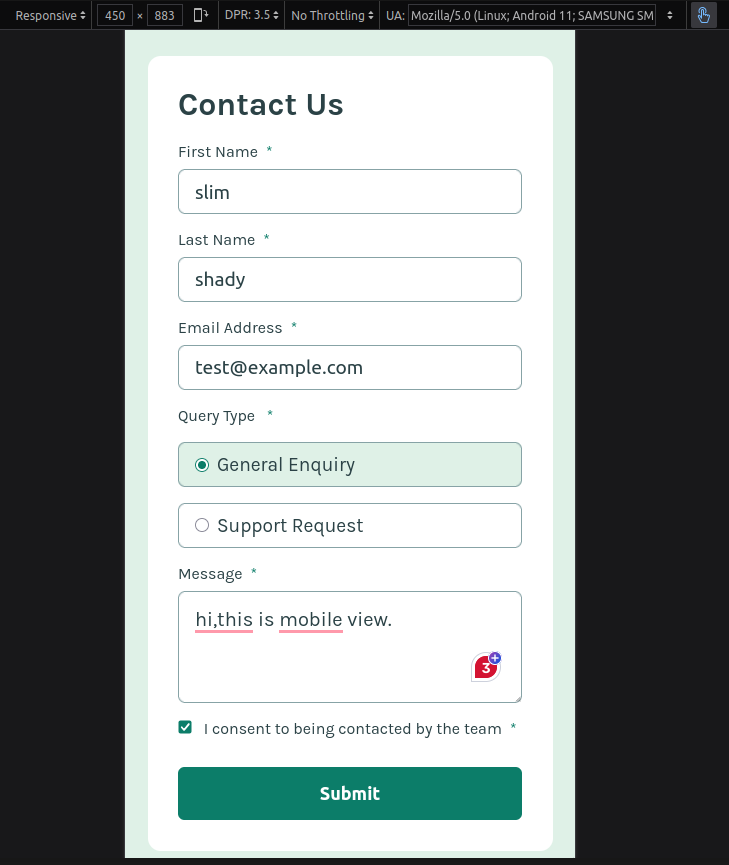 Responsive 450 × 883 DPR: 3.5 No Throttling UA: Mozilla/5.0 (Linux; Android 11; SAMSUNG SM
Contact Us
First Name *
slim
Last Name *
shady
Email Address *
test@example.com
Query Type *
General Enquiry
Support Request
Message *
hi,this is mobile view.
3
I consent to being contacted by the team *
Submit